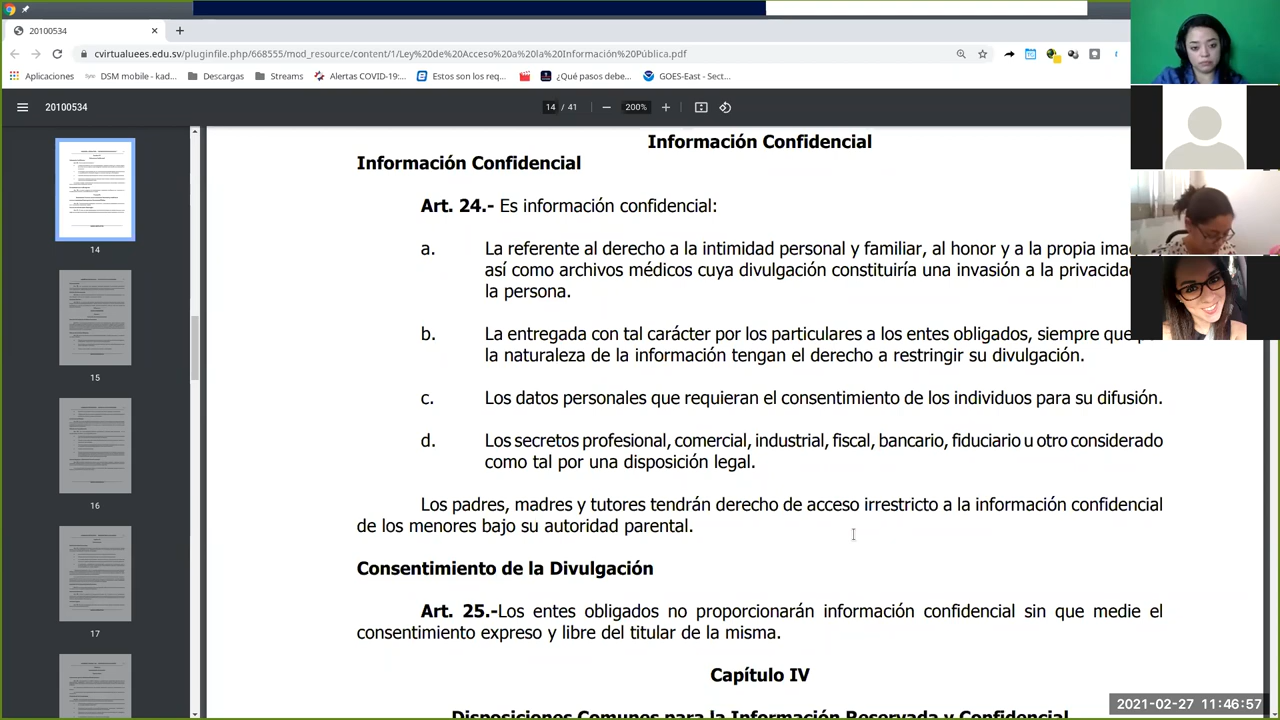 20100534
cvirtualuees.edu.sv/pluginfile.php/668555/mod_resource/content/1/Ley%20de%20Acceso%20a%20la%20Información%20Pública.pdf
Aplicaciones DSM mobile - kad... Descargas Streams Alertas COVID-19:... Estos son los req... ¿Qué pasos debe... GOES-East - Sect...
20100534 14 / 41 200%
14
15
16
17
Información Confidencial
Información Confidencial
Art. 24.- Es información confidencial:
a. La referente al derecho a la intimidad personal y familiar, al honor y a la propia
así como archivos médicos cuya divulgación constituiría una invasión a la
la persona.
b. La entregada con tal carácter por los particulares a los entes obligados, siempre que
la naturaleza de la información tengan el derecho a restringir su divulgación.
c. Los datos personales que requieran el consentimiento de los individuos para su difusión.
d. Los secretos profesional, comercial, industrial, fiscal, bancario, fiduciario u otro considerado
como tal por una disposición legal.
Los padres, madres y tutores tendrán derecho de acceso irrestricto a la información confidencial
de los menores bajo su autoridad parental.
Consentimiento de la Divulgación
Art. 25.-Los entes obligados no proporcionarán información confidencial sin que medie el
consentimiento expreso y libre del titular de la misma.
Capítulo IV
para la Información Reservada y Confidencial
2021-02-27 11:46:57